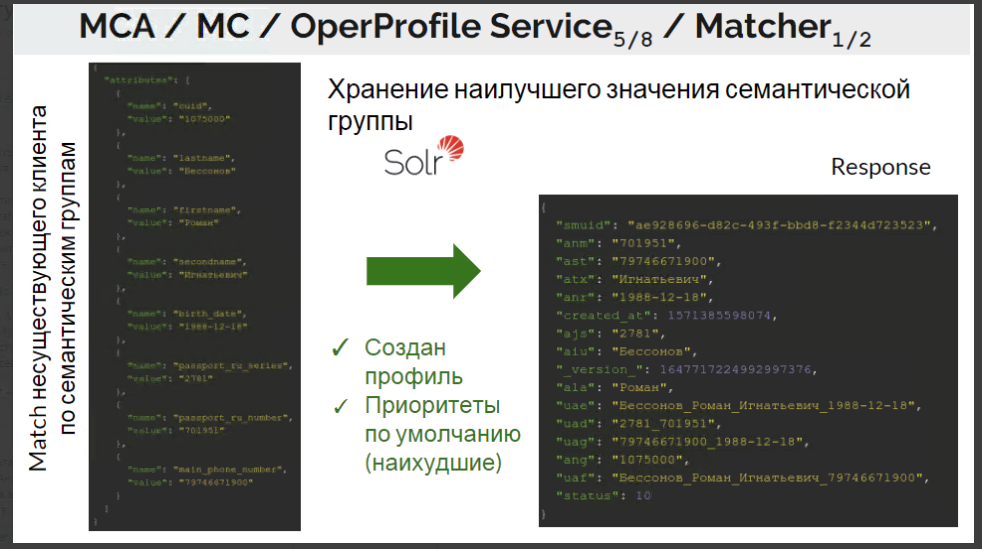 MCA / MC / OperProfile Service5/8 / Matcher1/2
Match несуществующего клиента
по семантическим группам
{
"attributes": [
{
"name": "cuid",
"value": "1075000"
},
{
"name": "lastname",
"value": "Бессонов"
},
{
"name": "firstname",
"value": "Роман"
},
{
"name": "secondname",
"value": "Игнатьевич"
},
{
"name": "birth_date",
"value": "1988-12-18"
},
{
"name": "passport_ru_series",
"value": "2781"
},
{
"name": "passport_ru_number",
"value": "701951"
},
{
"name": "main_phone_number",
"value": "79746671900"
}
]
}
Хранение наилучшего значения семантической
группы
Solr
✓ Создан
профиль
✓ Приоритеты
по умолчанию
(наихудшие)
Response
{
"smuid": "ae928696-d82c-493f-bbd8-f2344d723523",
"anm": "701951",
"ast": "79746671900",
"atx": "Игнатьевич",
"anr": "1988-12-18",
"created_at": 1571385598074,
"ajs": "2781",
"aiu": "Бессонов",
"_version_": 1647717224992997376,
"ala": "Роман",
"uae": "Бессонов_Роман_Игнатьевич_1988-12-18",
"uad": "2781_701951",
"uag": "79746671900_1988-12-18",
"ang": "1075000",
"uaf": "Бессонов_Роман_Игнатьевич_79746671900",
"status": 10
}